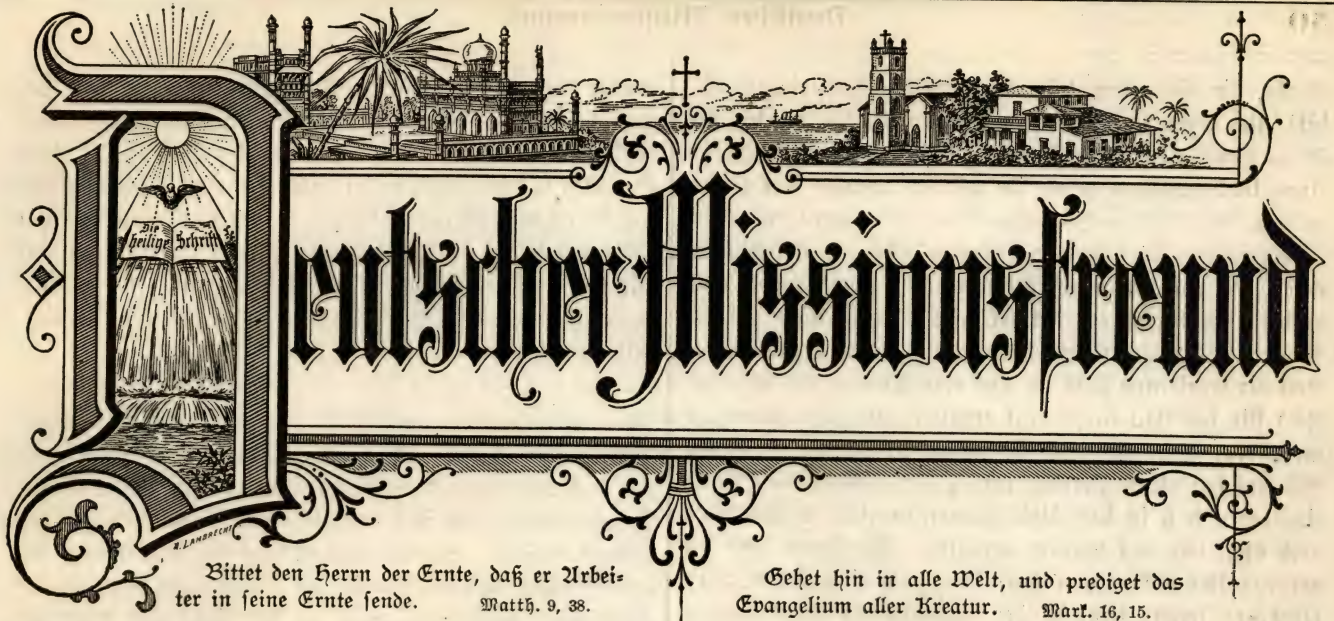 Die
heilige Schrift
Deutscher Missionsfreund
A. LAMBRECHT
Bittet den Herrn der Ernte, daß er Arbei=
ter in seine Ernte sende. Matth. 9, 38.
Gehet hin in alle Welt, und prediget das
Evangelium aller Kreatur. Mark. 16, 15.